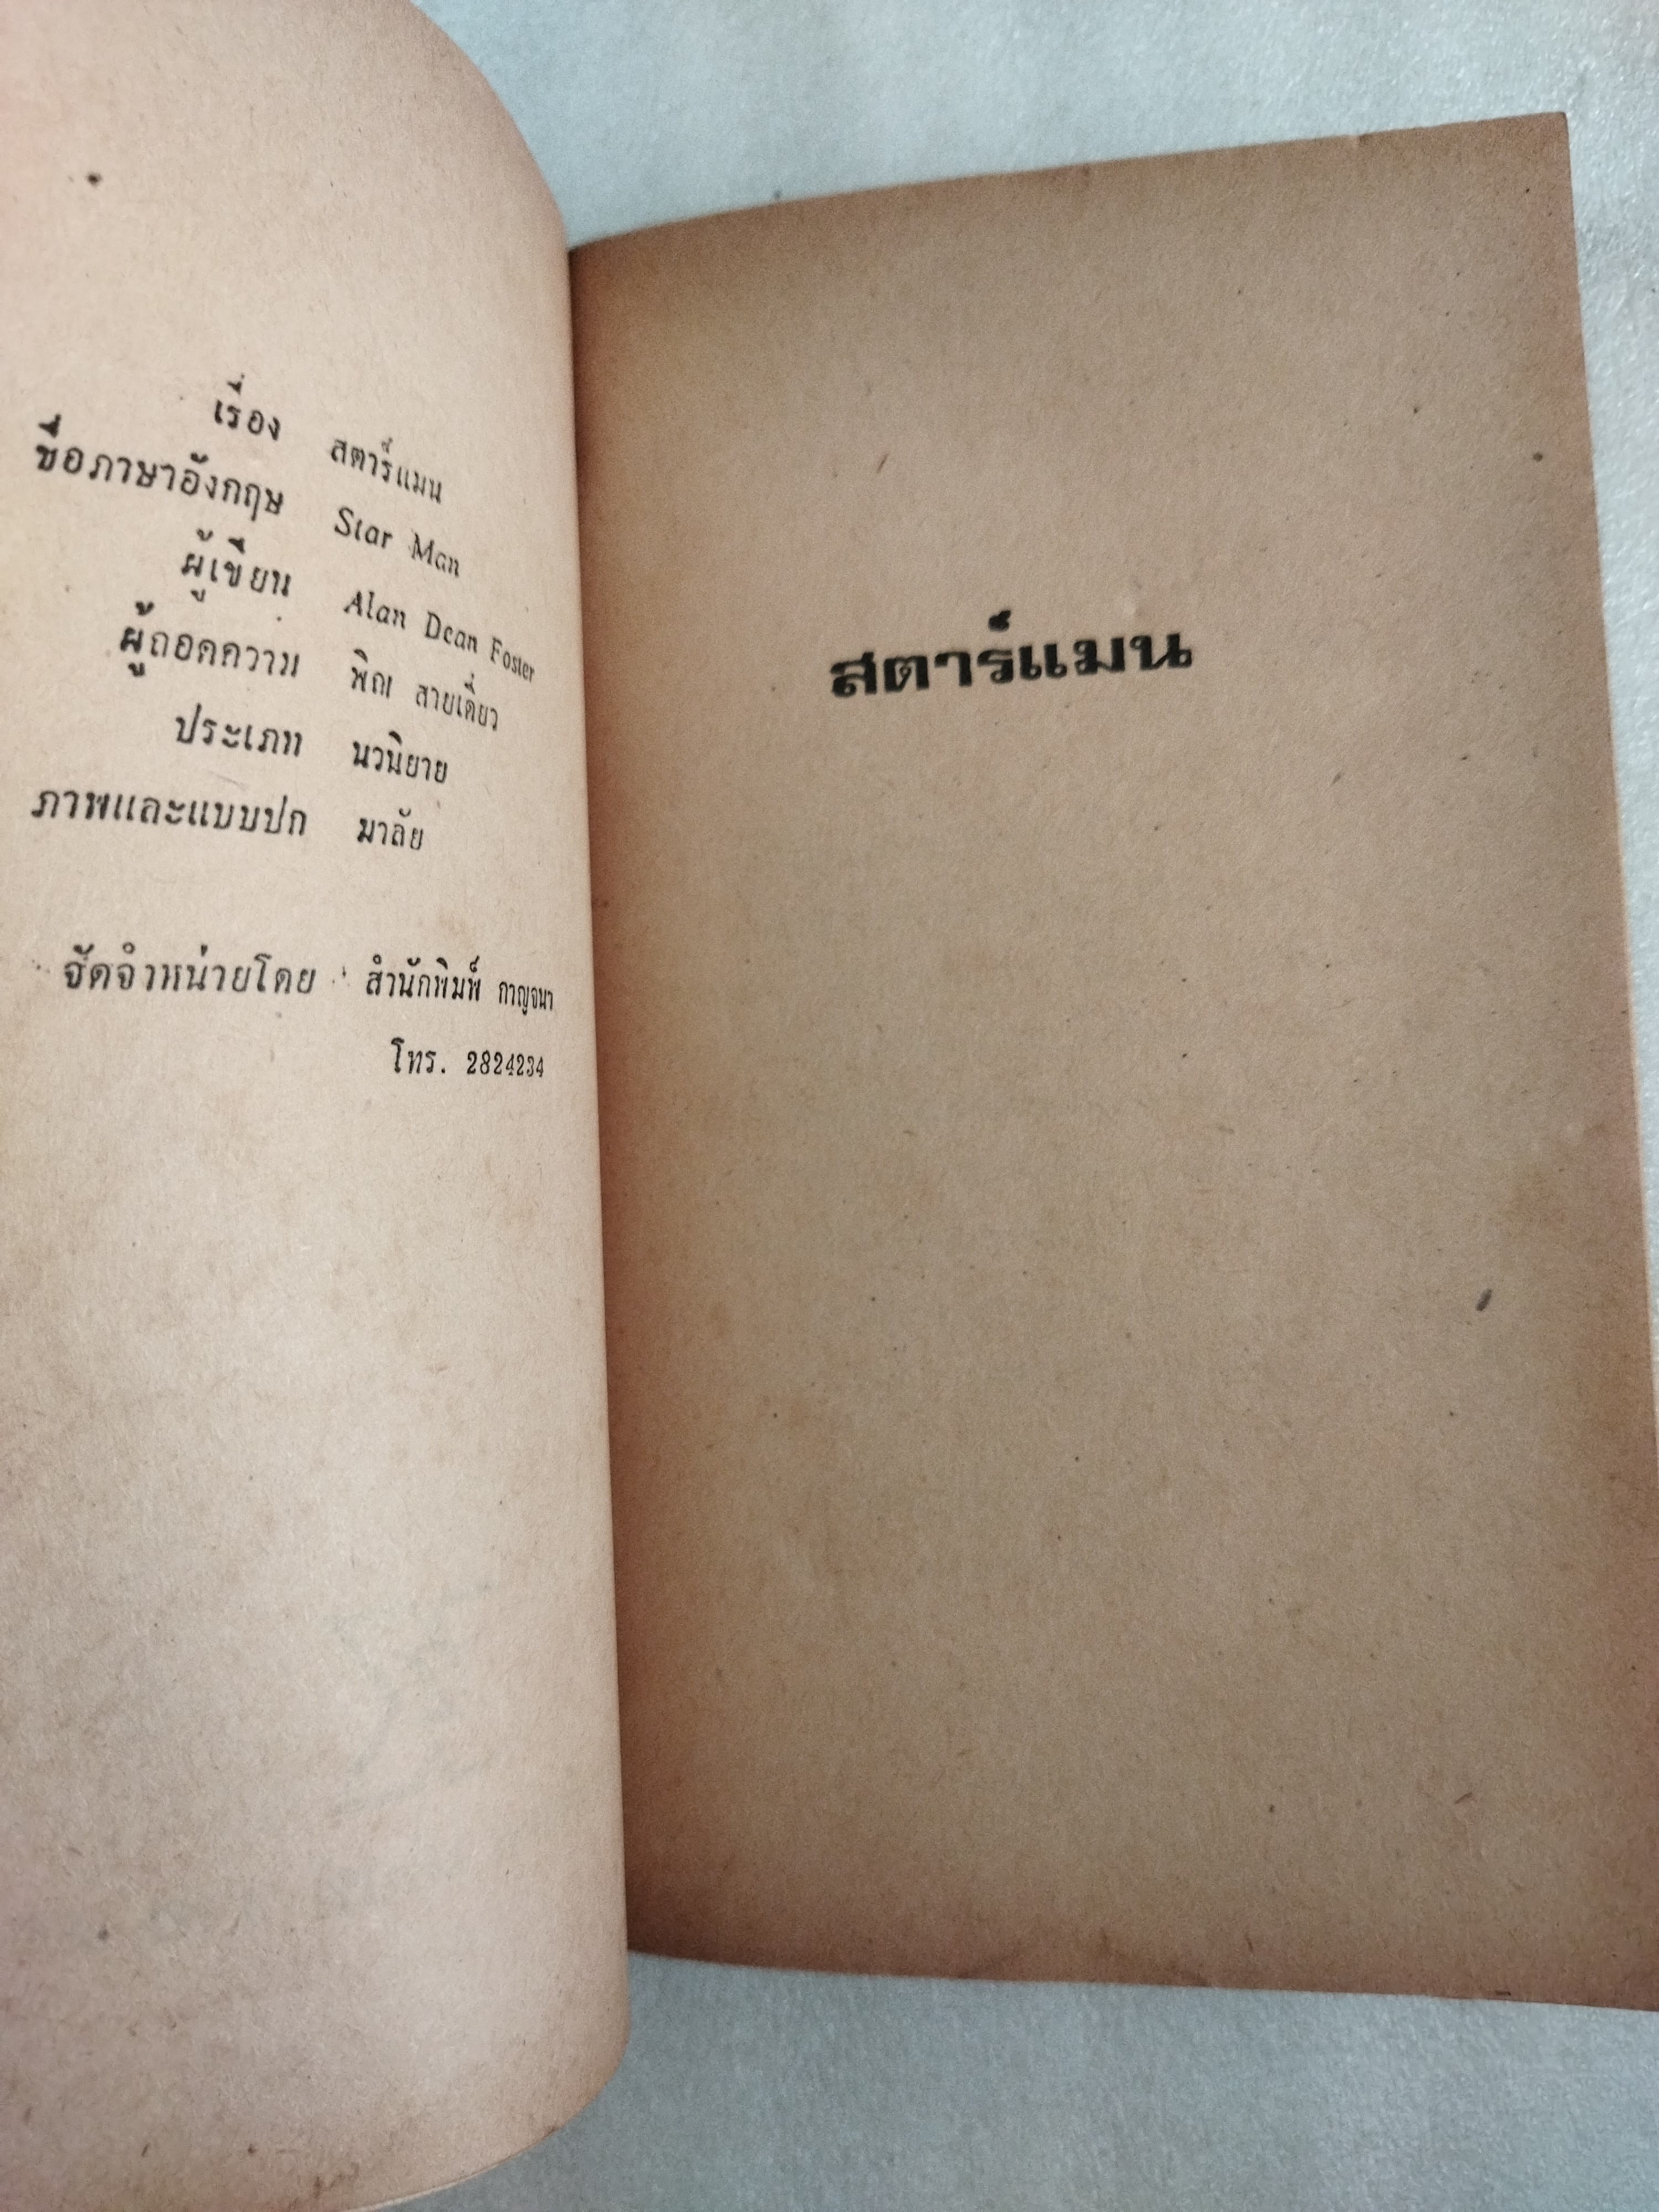 เรื่อง สตาร์แมน
ชื่อภาษาอังกฤษ Star Man
ผู้เขียน Alan Dean Foster
ผู้ถอดความ พิณ สายเดี่ยว
ประเภท นวนิยาย
ภาพและแบบปก มาลัย
จัดจำหน่ายโดย สำนักพิมพ์ กาญจนา
โทร. 2824234
สตาร์แมน